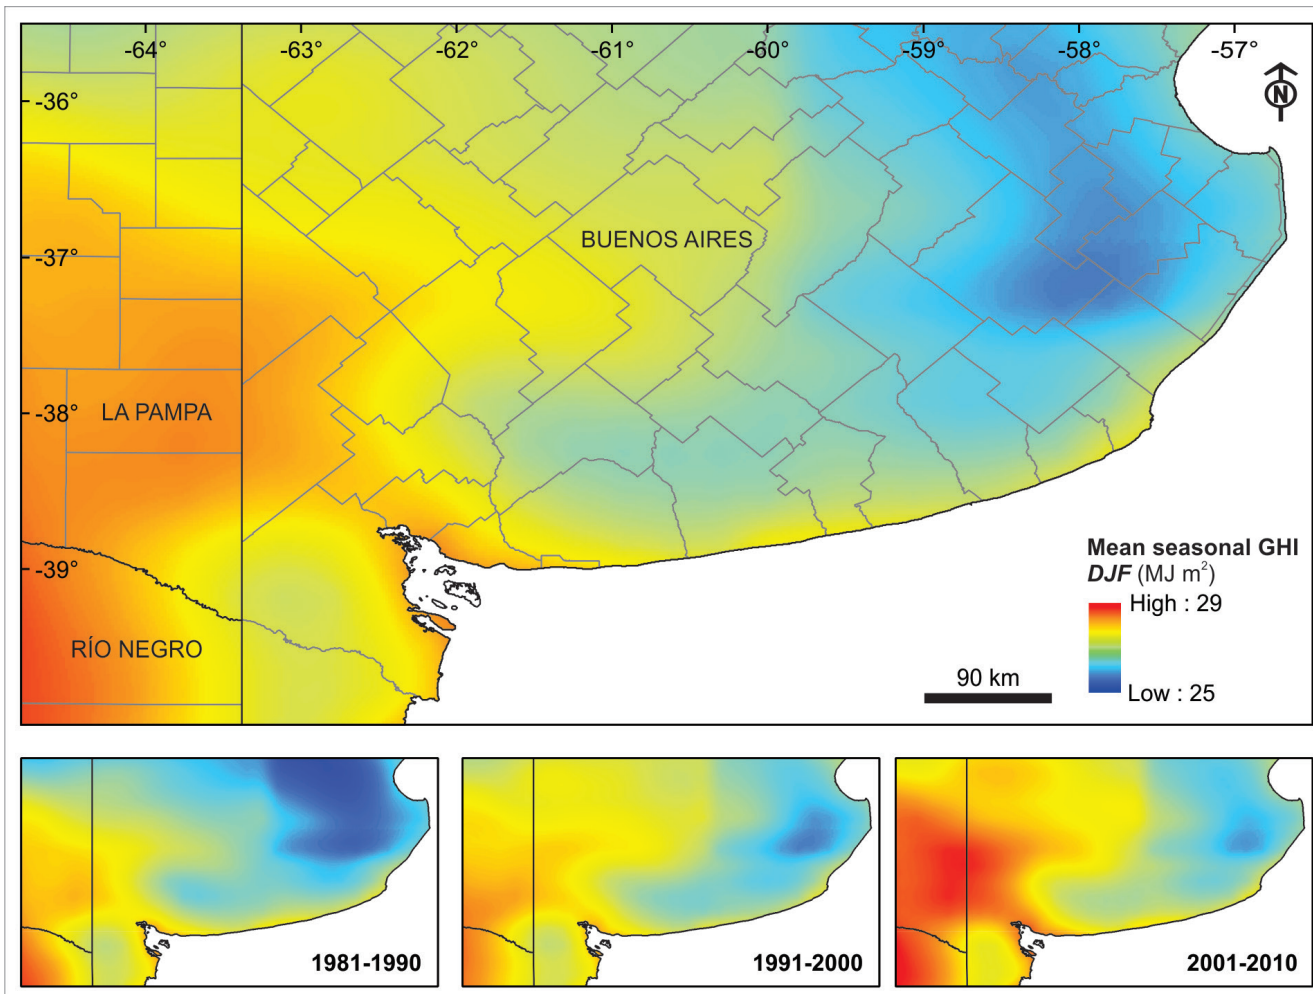 -64° -63° -62° -61° -60° -59° -58° -57°
-36°
N
BUENOS AIRES
-37°
LA PAMPA
-38°
-39°
Mean seasonal GHI
DJF (MJ m²)
High : 29
Low : 25
RÍO NEGRO
90 km
1981-1990
1991-2000
2001-2010